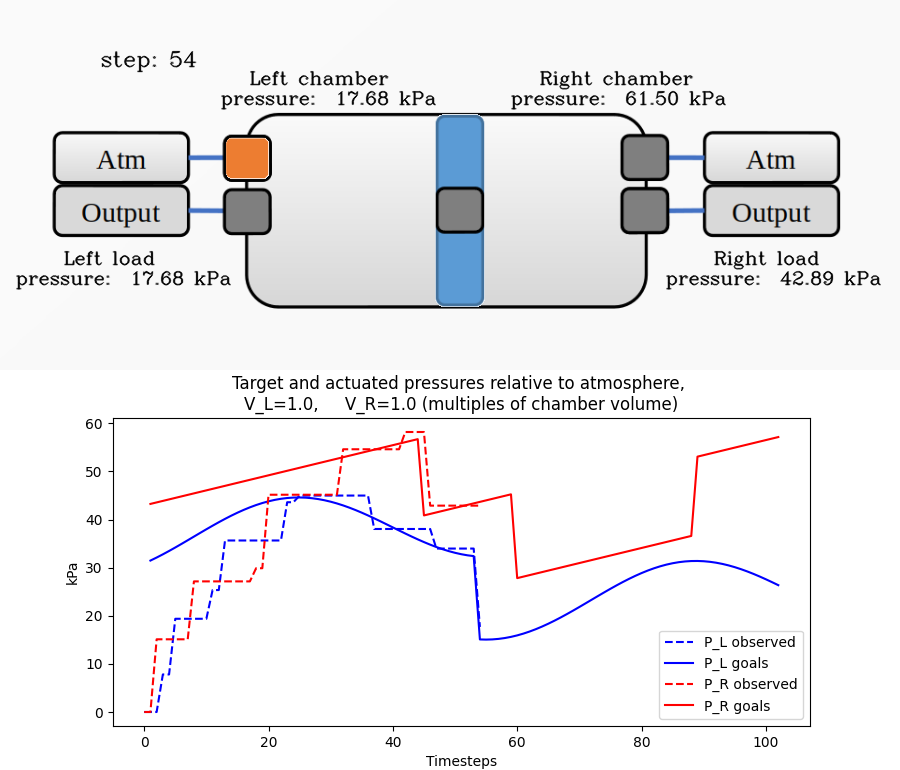 step: 54
Left chamber
pressure: 17.68 kPa
Right chamber
pressure: 61.50 kPa
Atm
Atm
Output
Output
Left load
pressure: 17.68 kPa
Right load
pressure: 42.89 kPa
Target and actuated pressures relative to atmosphere,
V_L=1.0, V_R=1.0 (multiples of chamber volume)
60
50
40
30
20
10
0
kPa
P_L observed
P_L goals
P_R observed
P_R goals
0 20 40 60 80 100
Timesteps